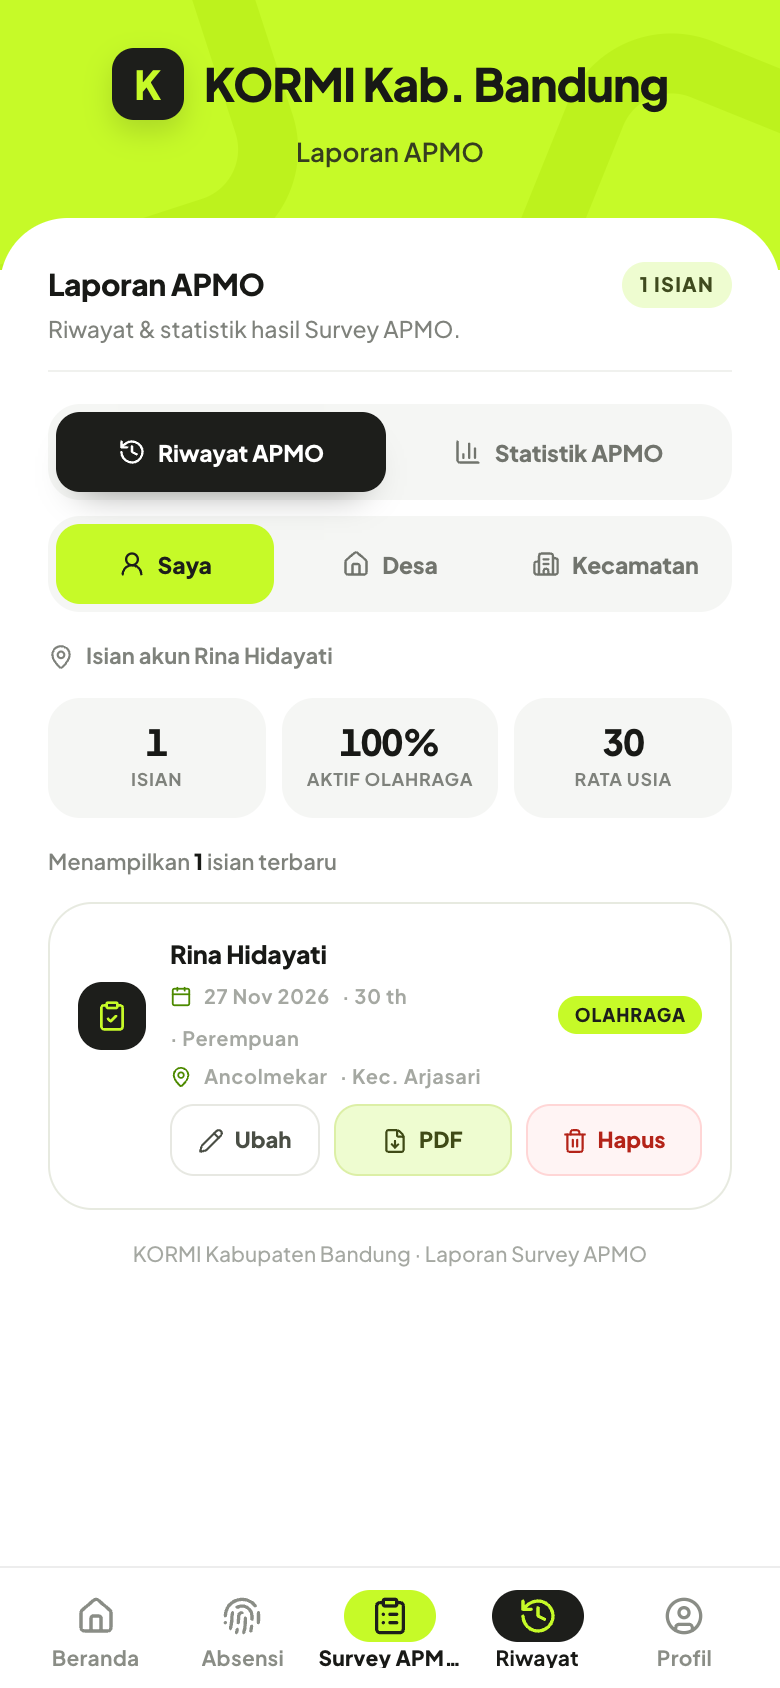 K KORMI Kab. Bandung
Laporan APMO
Laporan APMO
1 ISIAN
Riwayat & statistik hasil Survey APMO.
Riwayat APMO
Statistik APMO
Saya
Desa
Kecamatan
Isian akun Rina Hidayati
1
ISIAN
100%
AKTIF OLAHRAGA
30
RATA USIA
Menampilkan 1 isian terbaru
Rina Hidayati
27 Nov 2026 · 30 th
· Perempuan
OLAHRAGA
Ancolmekar · Kec. Arjasari
Ubah
PDF
Hapus
KORMI Kabupaten Bandung · Laporan Survey APMO
Beranda
Absensi
Survey APM...
Riwayat
Profil